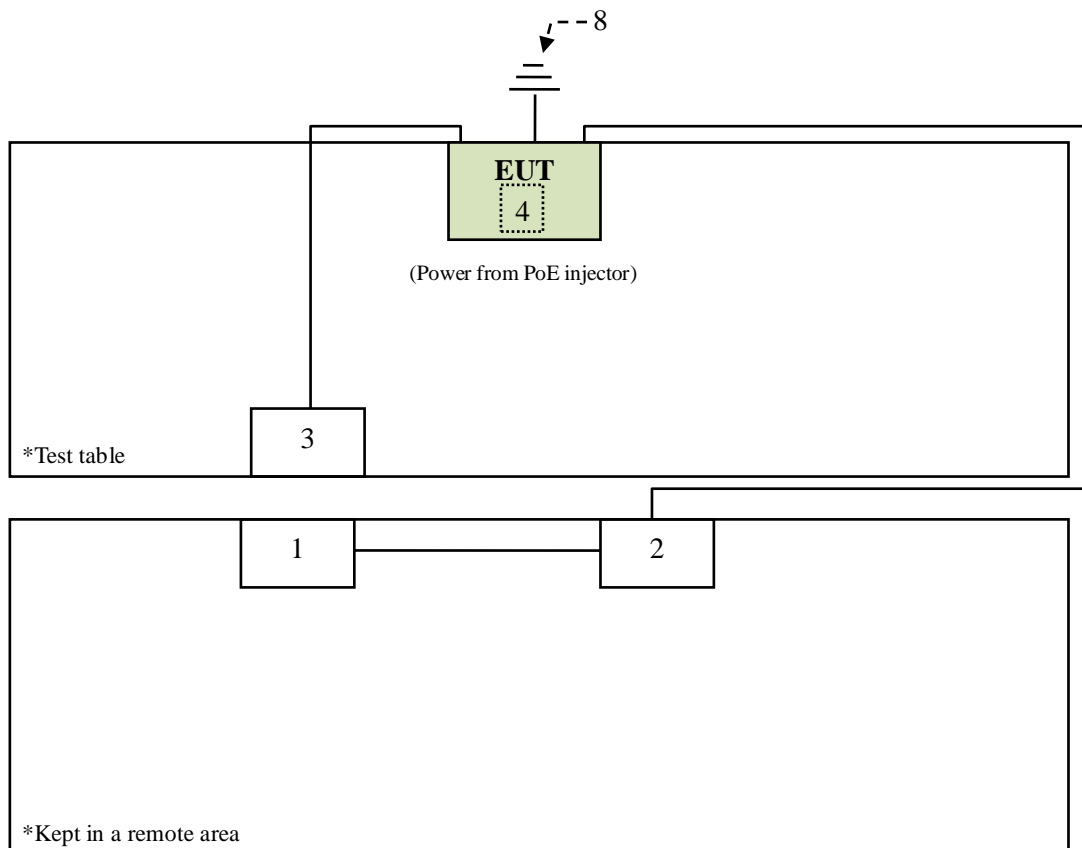 8
EUT
4
(Power from PoE injector)
3
*Test table
1
2
*Kept in a remote area